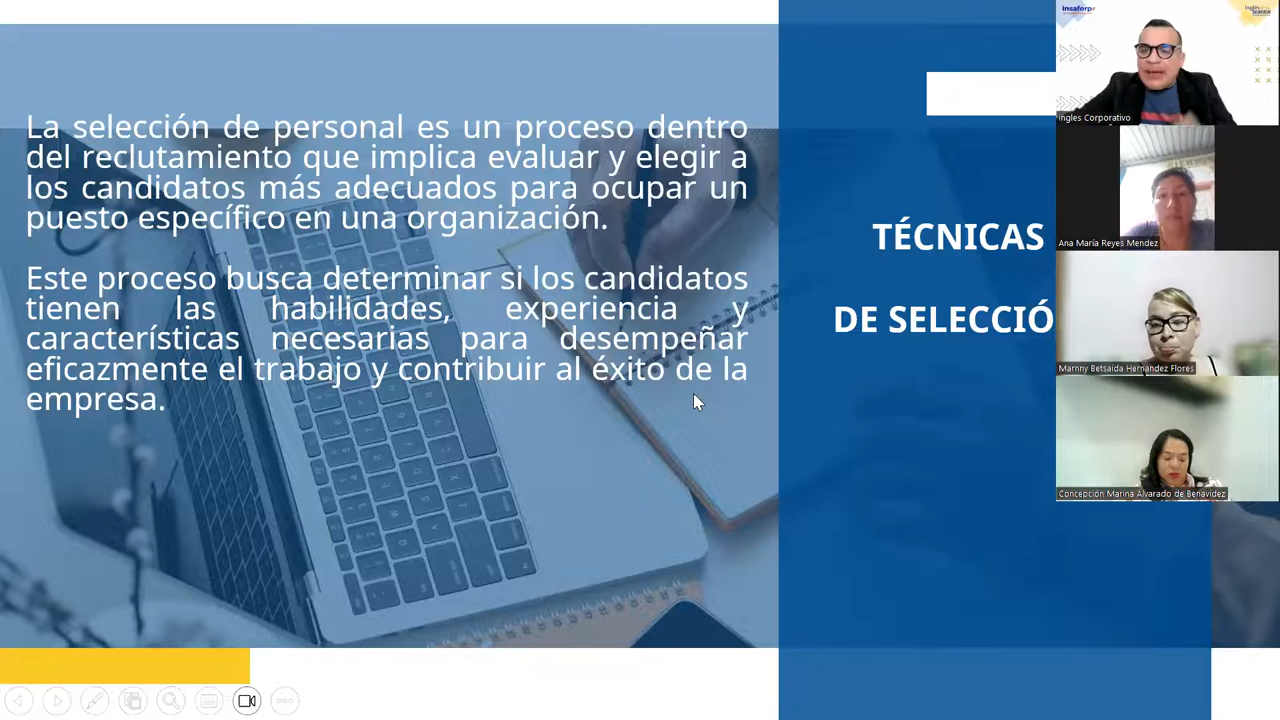 La selección de personal es un proceso dentro
del reclutamiento que implica evaluar y elegir a
los candidatos más adecuados para ocupar un
puesto específico en una organización.
Este proceso busca determinar si los candidatos
tienen las habilidades, experiencia y
características necesarias para desempeñar
eficazmente el trabajo y contribuir al éxito de la
empresa.
TÉCNICAS
DE SELECCIÓ
insaforp
Ingles Corporativo
Ana María Reyes Mendez
Marnny Betsaida Hernandez Flores
Concepción Marina Alvarado de Benavidez